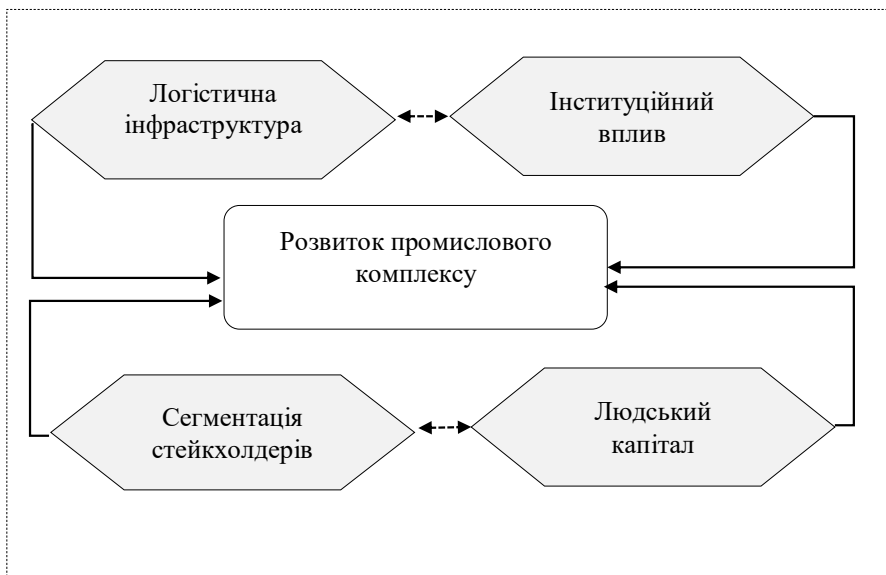 Логістична
інфраструктура
Інституційний
вплив
Розвиток промислового
комплексу
Сегментація
стейкхолдерів
Людський
капітал